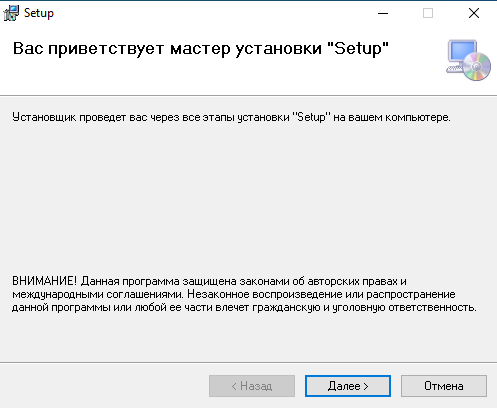 Setup
Вас приветствует мастер установки "Setup"
Установщик проведет вас через все этапы установки "Setup" на вашем компьютере.
ВНИМАНИЕ! Данная программа защищена законами об авторских правах и
международными соглашениями. Незаконное воспроизведение или распространение
данной программы или любой ее части влечет гражданскую и уголовную ответственность.
< Назад
Далее >
Отмена